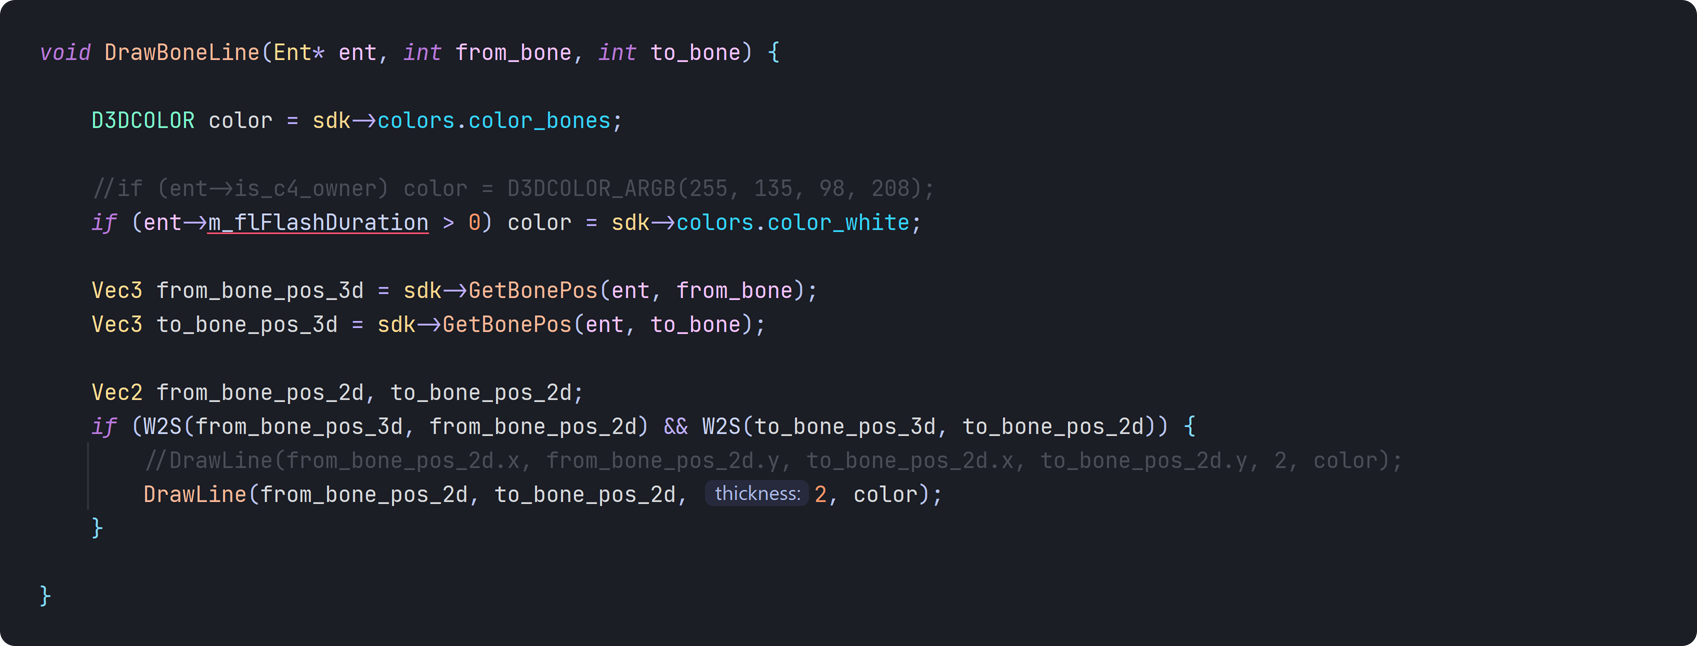 void DrawBoneLine(Ent* ent, int from_bone, int to_bone) {
D3DCOLOR color = sdk->colors.color_bones;
//if (ent->is_c4_owner) color = D3DCOLOR_ARGB(255, 135, 98, 208);
if (ent->m_flFlashDuration > 0) color = sdk->colors.color_white;
Vec3 from_bone_pos_3d = sdk->GetBonePos(ent, from_bone);
Vec3 to_bone_pos_3d = sdk->GetBonePos(ent, to_bone);
Vec2 from_bone_pos_2d, to_bone_pos_2d;
if (W2S(from_bone_pos_3d, from_bone_pos_2d) && W2S(to_bone_pos_3d, to_bone_pos_2d)) {
//DrawLine(from_bone_pos_2d.x, from_bone_pos_2d.y, to_bone_pos_2d.x, to_bone_pos_2d.y, 2, color);
DrawLine(from_bone_pos_2d, to_bone_pos_2d, thickness: 2, color);
}
}